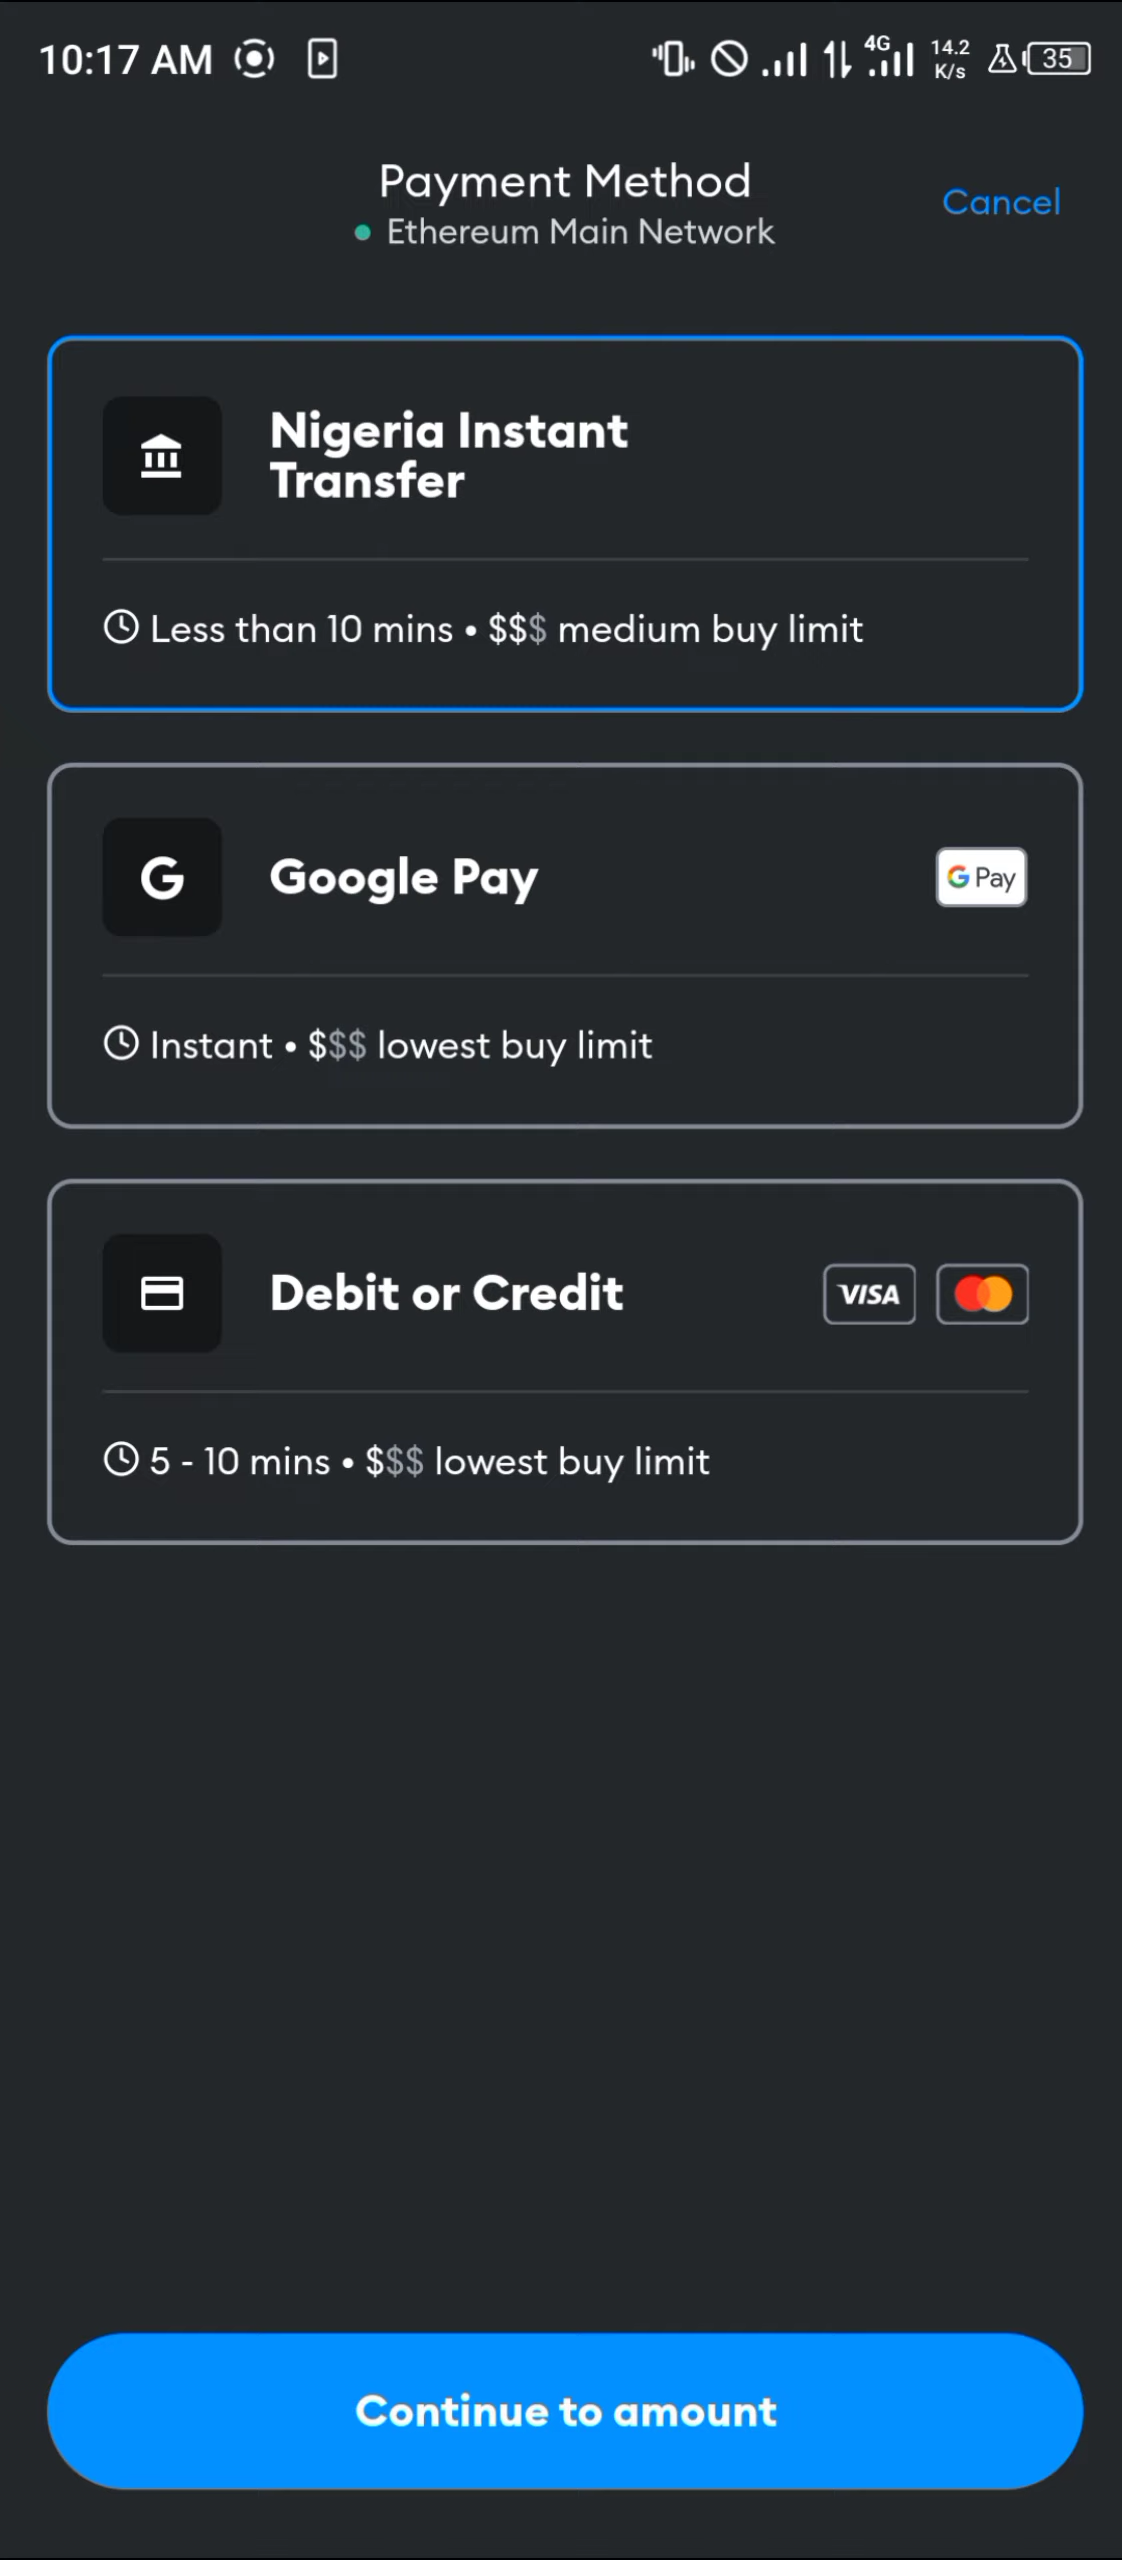 10:17 AM
4G
14.2
K/s
35
Payment Method
Cancel
Ethereum Main Network
Nigeria Instant
Transfer
Less than 10 mins • $$$ medium buy limit
Google Pay
G Pay
Instant • $$$ lowest buy limit
Debit or Credit
VISA
5 - 10 mins • $$$ lowest buy limit
Continue to amount